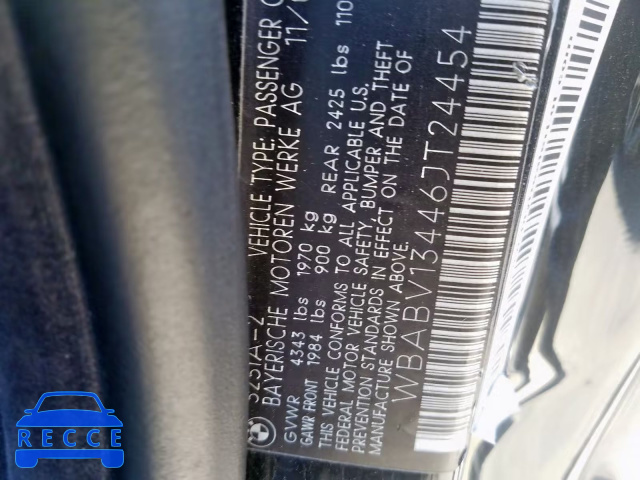 VEHICLE TYPE: PASSENGER
BAYERISCHE MOTOREN WERKE AG 11/
GVWR 4343 lbs 1970 kg
GAWR FRONT 1984 lbs 900 kg REAR 2425 lbs 110
THIS VEHICLE CONFORMS TO ALL APPLICABLE U.S.
FEDERAL MOTOR VEHICLE SAFETY, BUMPER AND THEFT
PREVENTION STANDARDS IN EFFECT ON THE DATE OF
MANUFACTURE SHOWN ABOVE.
WBABV13446JT24454
RECCE